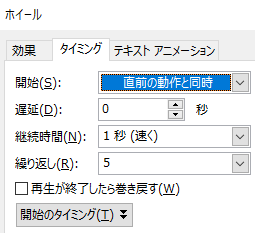 ホイール
効果 タイミング テキスト アニメーション
開始(S): 直前の動作と同時
遅延(D): 0 秒
継続時間(N): 1 秒 (速く)
繰り返し(R): 5
再生が終了したら巻き戻す(W)
開始のタイミング(T)